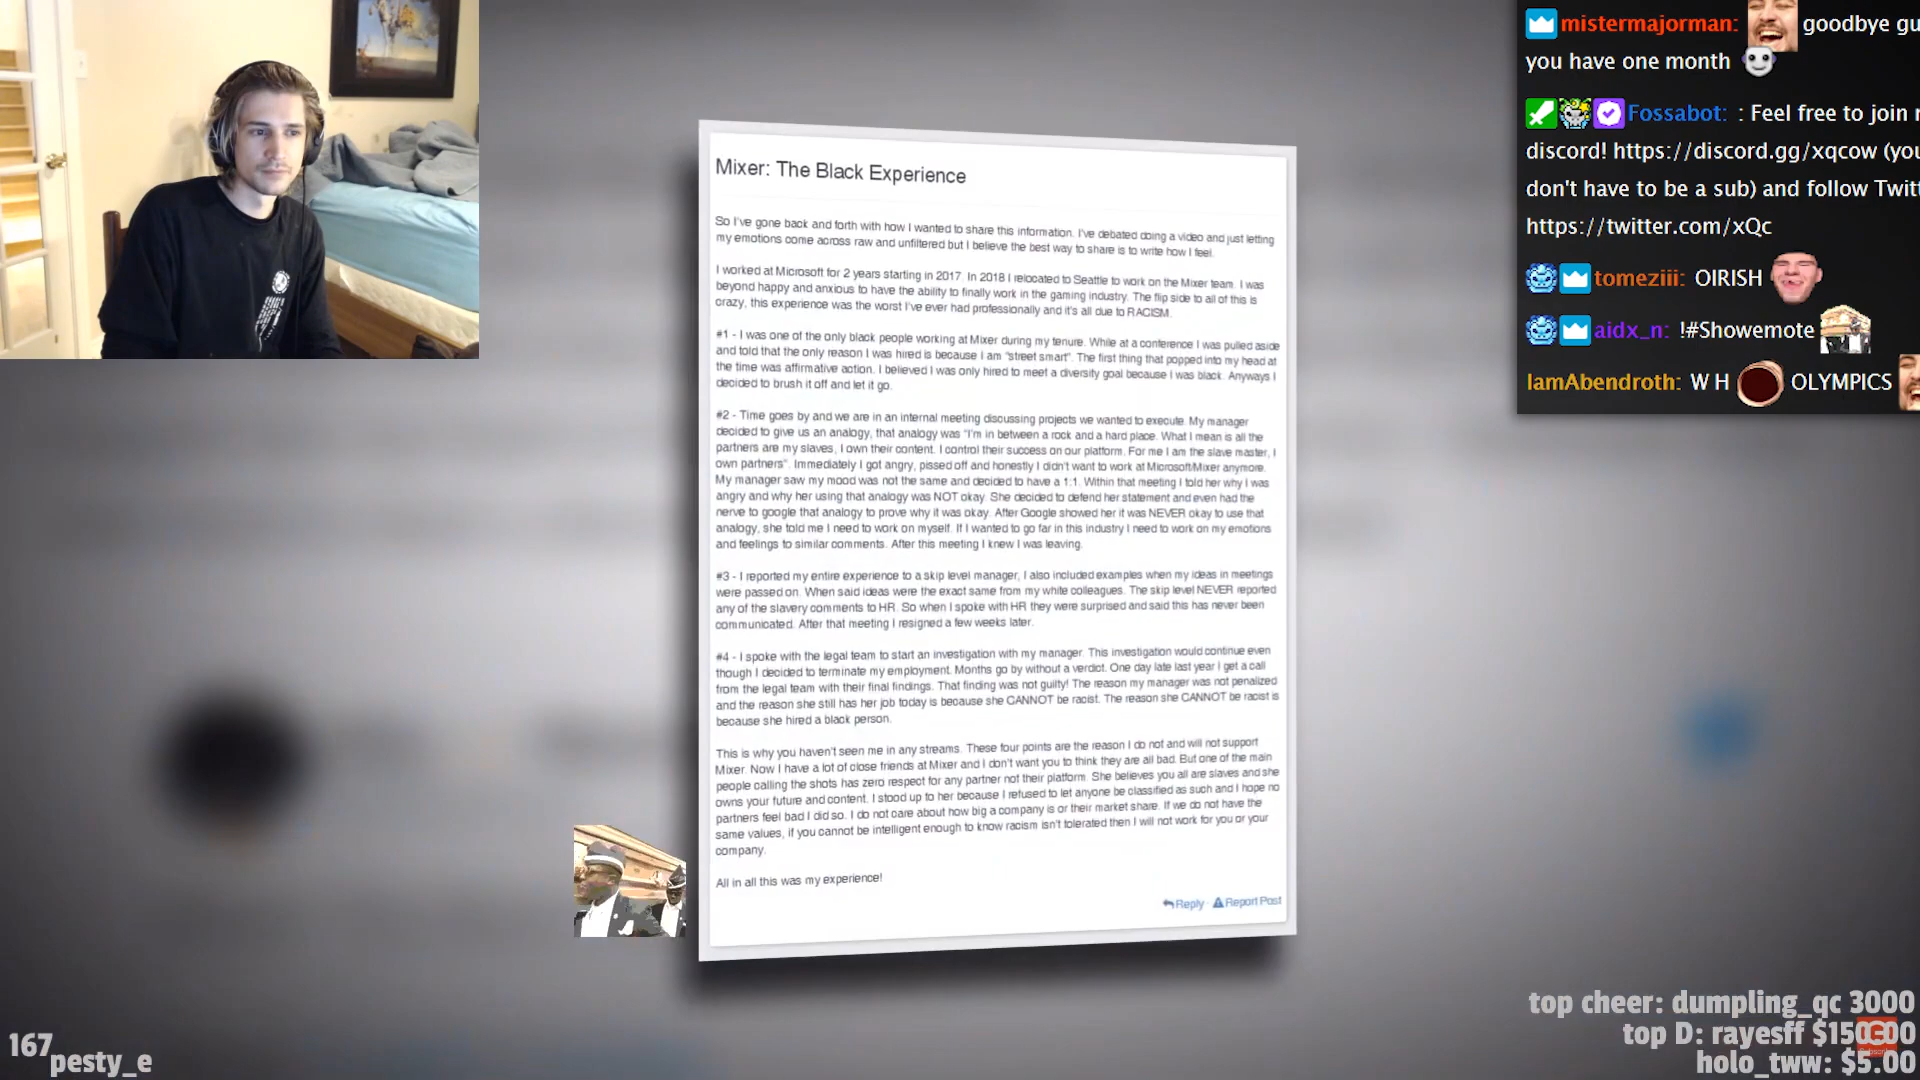 Mixer: The Black Experience
So I've gone back and forth with how I wanted to share this information. I've debated doing a video and just letting
my emotions come across raw and unfiltered but I believe the best way to share is to write how I feel.
I worked at Microsoft for 2 years starting in 2017. In 2018 I relocated to Seattle to work on the Mixer team. I was
beyond happy and anxious to have the ability to finally work in the gaming industry. The flip side to all of this is
crazy, this experience was the worst I've ever had professionally and it's all due to RACISM.
#1 - I was one of the only black people working at Mixer during my tenure. While at a conference I was pulled aside
and told that the only reason I was hired is because I am "street smart". The first thing that popped into my head at
the time was affirmative action. I believed I was only hired to meet a diversity goal because I was black. Anyways I
decided to brush it off and let it go.
#2 - Time goes by and we are in an internal meeting discussing projects we wanted to execute. My manager
decided to give us an analogy, that analogy was "I'm in between a rock and a hard place. What I mean is all the
partners are my slaves, I own their content. I control their success on our platform. For me I am the slave master, I
own partners". Immediately I got angry, pissed off and honestly I didn't want to work at Microsoft/Mixer anymore.
My manager saw my mood was not the same and decided to have a 1:1. Within that meeting I told her why I was
angry and why her using that analogy was NOT okay. She decided to defend her statement and even had the
nerve to google that analogy to prove why it was okay. After Google showed her it was NEVER okay to use that
analogy, she told me I need to work on myself. If I wanted to go far in this industry I need to work on my emotions
and feelings to similar comments. After this meeting I knew I was leaving.
#3 - I reported my entire experience to a skip level manager, I also included examples when my ideas in meetings
were passed on. When said ideas were the exact same from my white colleagues. The skip level NEVER reported
any of the slavery comments to HR. So when I spoke with HR they were surprised and said this has never been
communicated. After that meeting I resigned a few weeks later.
#4 - I spoke with the legal team to start an investigation with my manager. This investigation would continue even
though I decided to terminate my employment. Months go by without a verdict. One day late last year I get a call
from the legal team with their final findings. That finding was not guilty! The reason my manager was not penalized
and the reason she still has her job today is because she CANNOT be racist. The reason she CANNOT be racist is
because she hired a black person.
This is why you haven't seen me in any streams. These four points are the reason I do not and will not support
Mixer. Now I have a lot of close friends at Mixer and I don't want you to think they are all bad. But one of the main
people calling the shots has zero respect for any partner not their platform. She believes you all are slaves and she
owns your future and content. I stood up to her because I refused to let anyone be classified as such and I hope no
partners feel bad I did so. I do not care about how big a company is or their market share. If we do not have the
same values, if you cannot be intelligent enough to know racism isn't tolerated then I will not work for you or your
company.
All in all this was my experience!
Reply · Report Post
mistermajorman: goodbye gu
you have one month
Fossabot: : Feel free to join
discord! https://discord.gg/xqcow (you
don't have to be a sub) and follow Twit
https://twitter.com/xQc
tomeziii: OIRISH
aidx_n: !#Showemote
IamAbendroth: W H OLYMPICS
167
pesty_e
top cheer: dumpling_qc 3000
top D: rayesff
holo_tww: $5.00